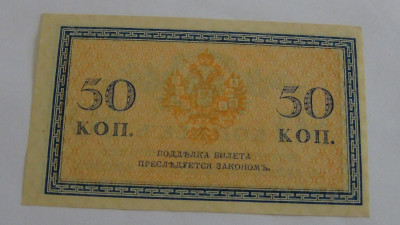 50 50
КОП. КОП.
ПОДДѢЛКА БИЛЕТА
ПРЕСЛѢДУЕТСЯ ЗАКОНОМЪ.